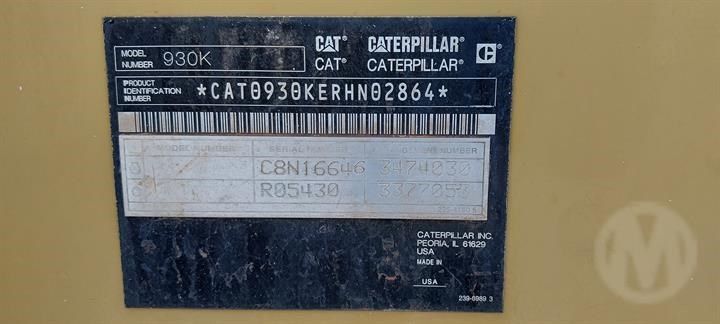 CAT CATERPILLAR C
CAT® CATERPILLAR®
MODEL NUMBER 930K
PRODUCT IDENTIFICATION NUMBER *CAT0930KERHN02864*
MODEL NUMBER SERIAL NUMBER
C8N16646 3474030
R05430
CATERPILLAR INC.
PEORIA, IL 61629
USA
MADE IN
USA
239-6989 3
M